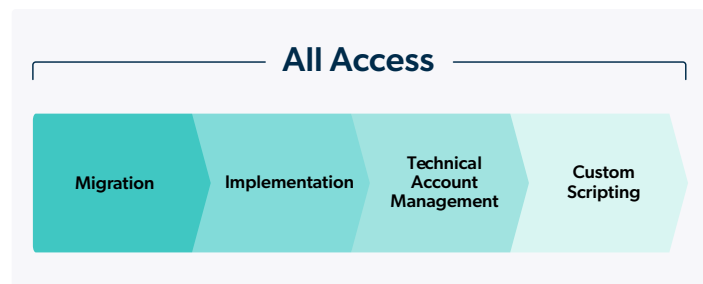 All Access
Migration
Implementation
Technical
Account
Management
Custom
Scripting